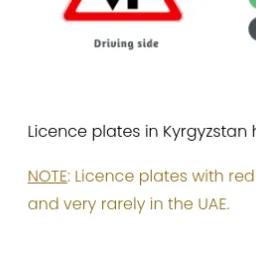 Driving side
Licence plates in Kyrgyzstan
NOTE: Licence plates with red
and very rarely in the UAE.